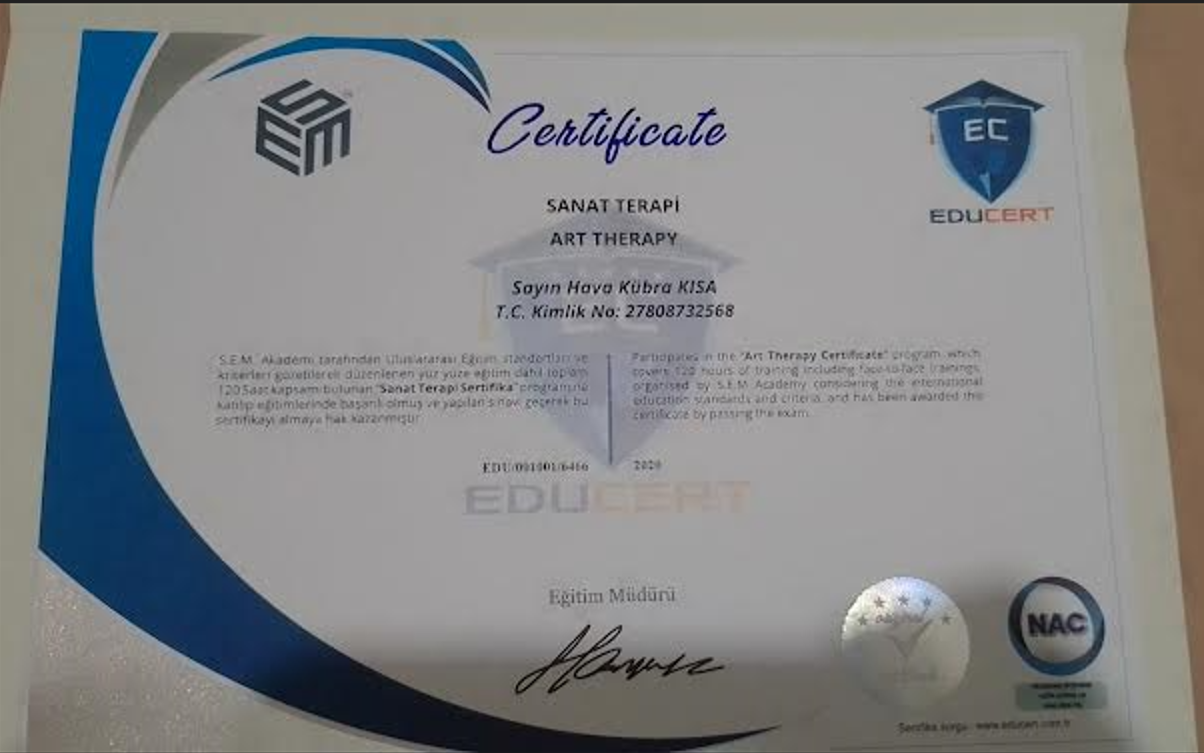 SEM
Certificate
EC
EDUCERT
SANAT TERAPİ
ART THERAPY
Sayın Hava Kübra KISA
T.C. Kimlik No: 27808732568
S.E.M. Akademi tarafından Uluslararası Eğitim standartları ve
kriterleri gözetilerek düzenlenen yüz yüze eğitim dahil toplam
120 Saat kapsamı bulunan "Sanat Terapi Sertifika" programına
katılıp eğitimlerinde başarılı olmuş ve yapılan sınavı geçerek bu
sertifikayı almaya hak kazanmıştır.
Participates in the "Art Therapy Certificate" program, which
covers 120 hours of training including face-to-face trainings,
organised by S.E.M Academy considering the international
education standards and criteria, and has been awarded this
certificate by passing the exam.
EDU/091001/6466
2020
EDUCERT
Eğitim Müdürü
original
NAC
Sertifika sorgu : www.educert.com.tr